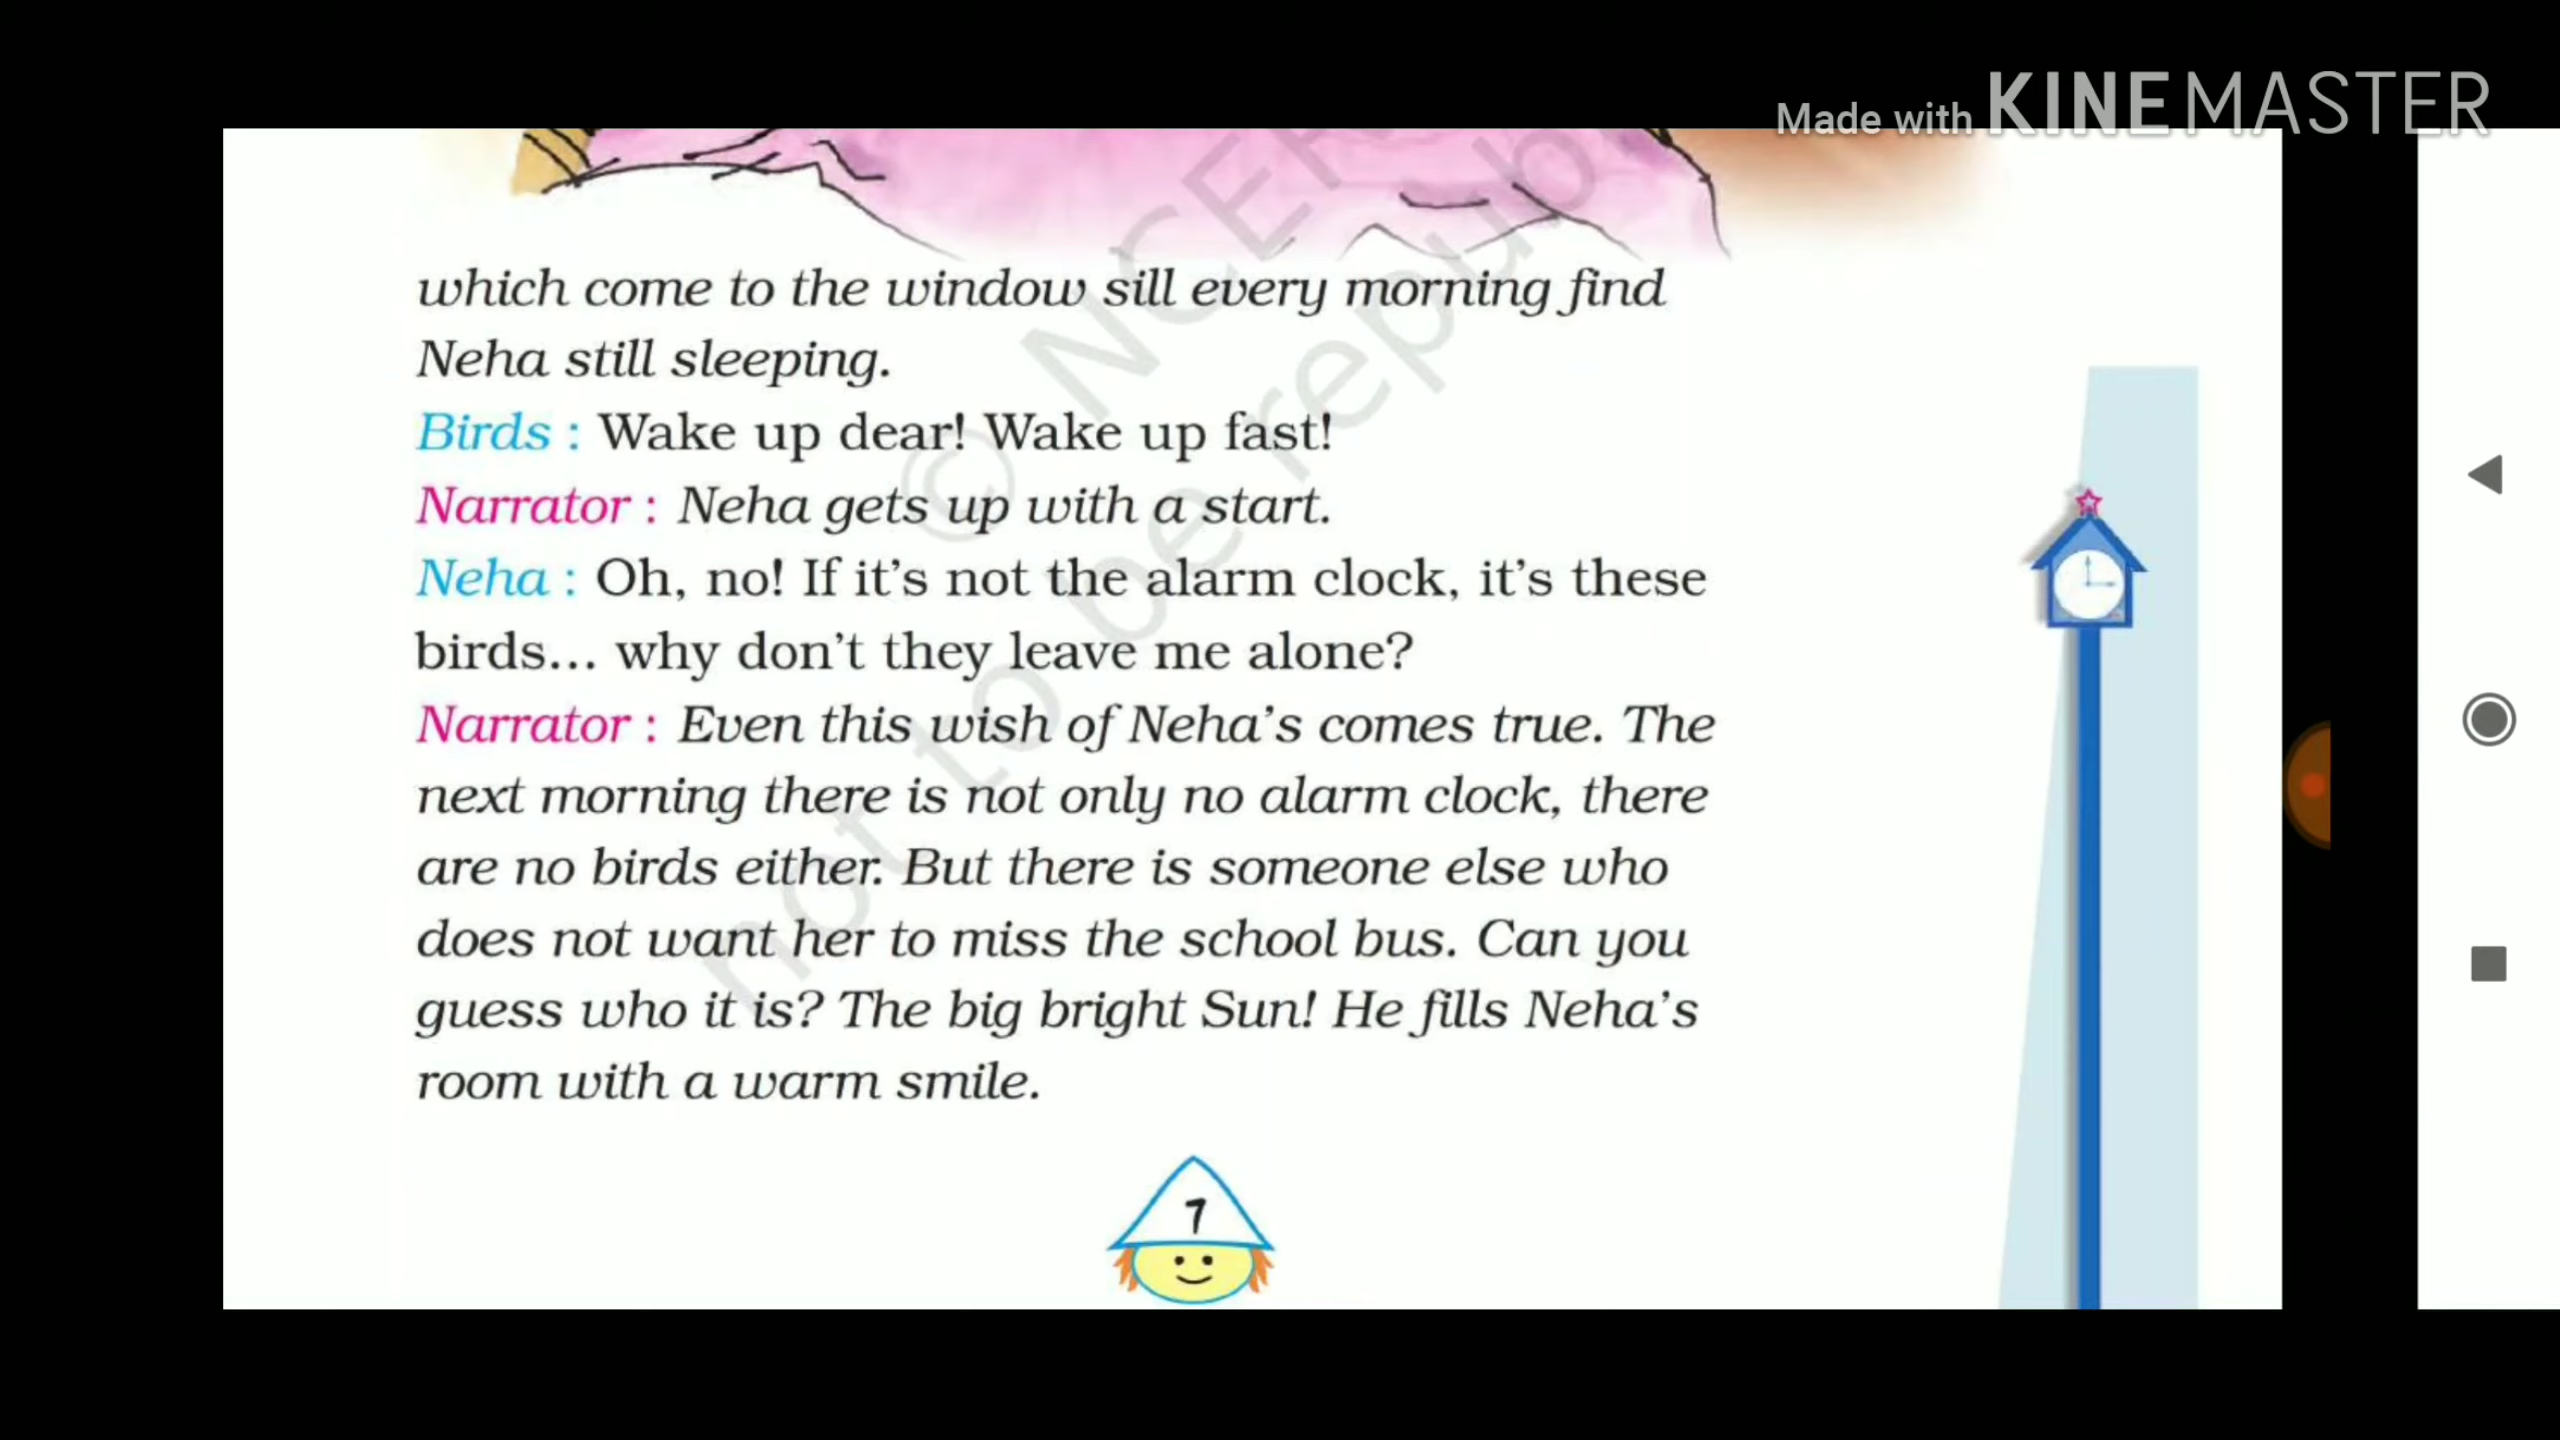 Made with KINEMASTER
which come to the window sill every morning find
Neha still sleeping.
Birds : Wake up dear! Wake up fast!
Narrator : Neha gets up with a start.
Neha : Oh, no! If it's not the alarm clock, it's these
birds... why don't they leave me alone?
Narrator : Even this wish of Neha's comes true. The
next morning there is not only no alarm clock, there
are no birds either. But there is someone else who
does not want her to miss the school bus. Can you
guess who it is? The big bright Sun! He fills Neha's
room with a warm smile.
7
© NCER
not to be republ